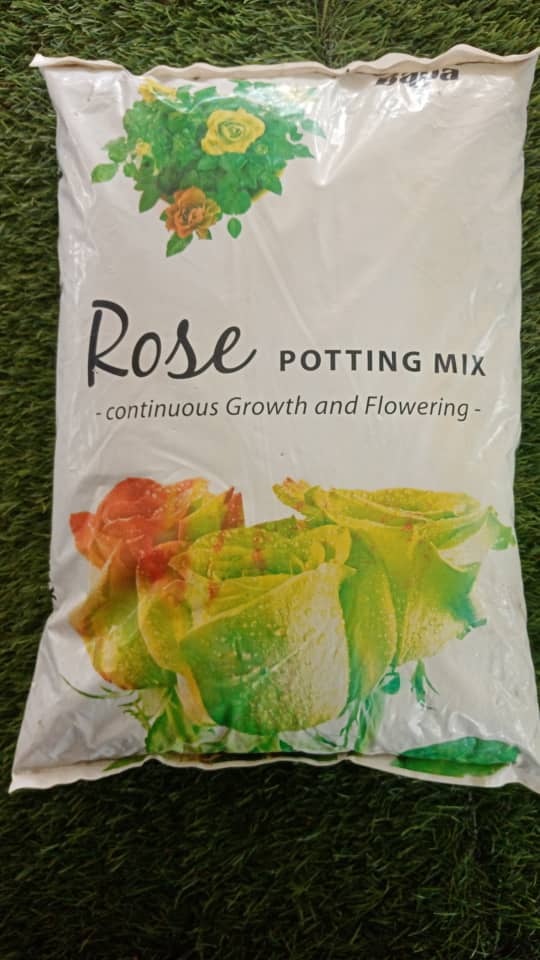 Rose POTTING MIX
- continuous Growth and Flowering -